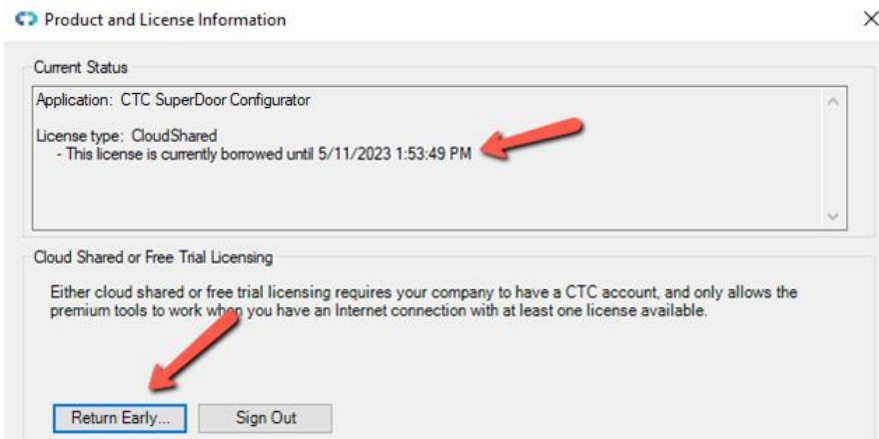 Product and License Information
Current Status
Application: CTC SuperDoor Configurator
License type: CloudShared
- This license is currently borrowed until 5/11/2023 1:53:49 PM
Cloud Shared or Free Trial Licensing
Either cloud shared or free trial licensing requires your company to have a CTC account, and only allows the
premium tools to work when you have an Internet connection with at least one license available.
Return Early... Sign Out